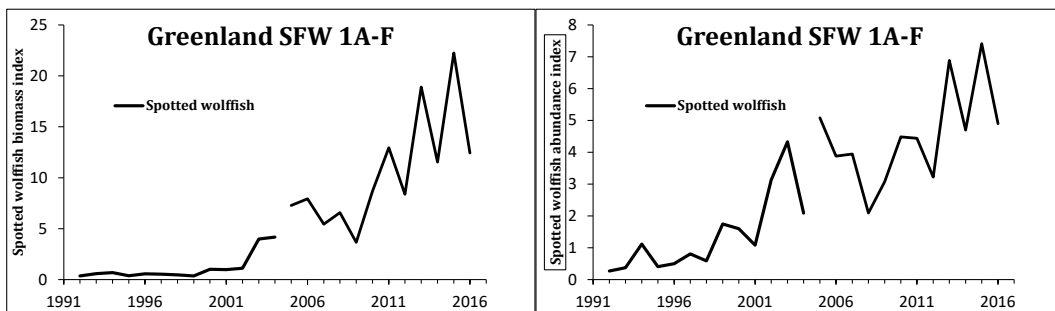 Greenland SFW 1A-F
Spotted wolffish biomass index
Spotted wolffish
25
20
15
10
5
0
1991 1996 2001 2006 2011 2016
Greenland SFW 1A-F
Spotted wolffish abundance index
Spotted wolffish
8
7
6
5
4
3
2
1
0
1991 1996 2001 2006 2011 2016